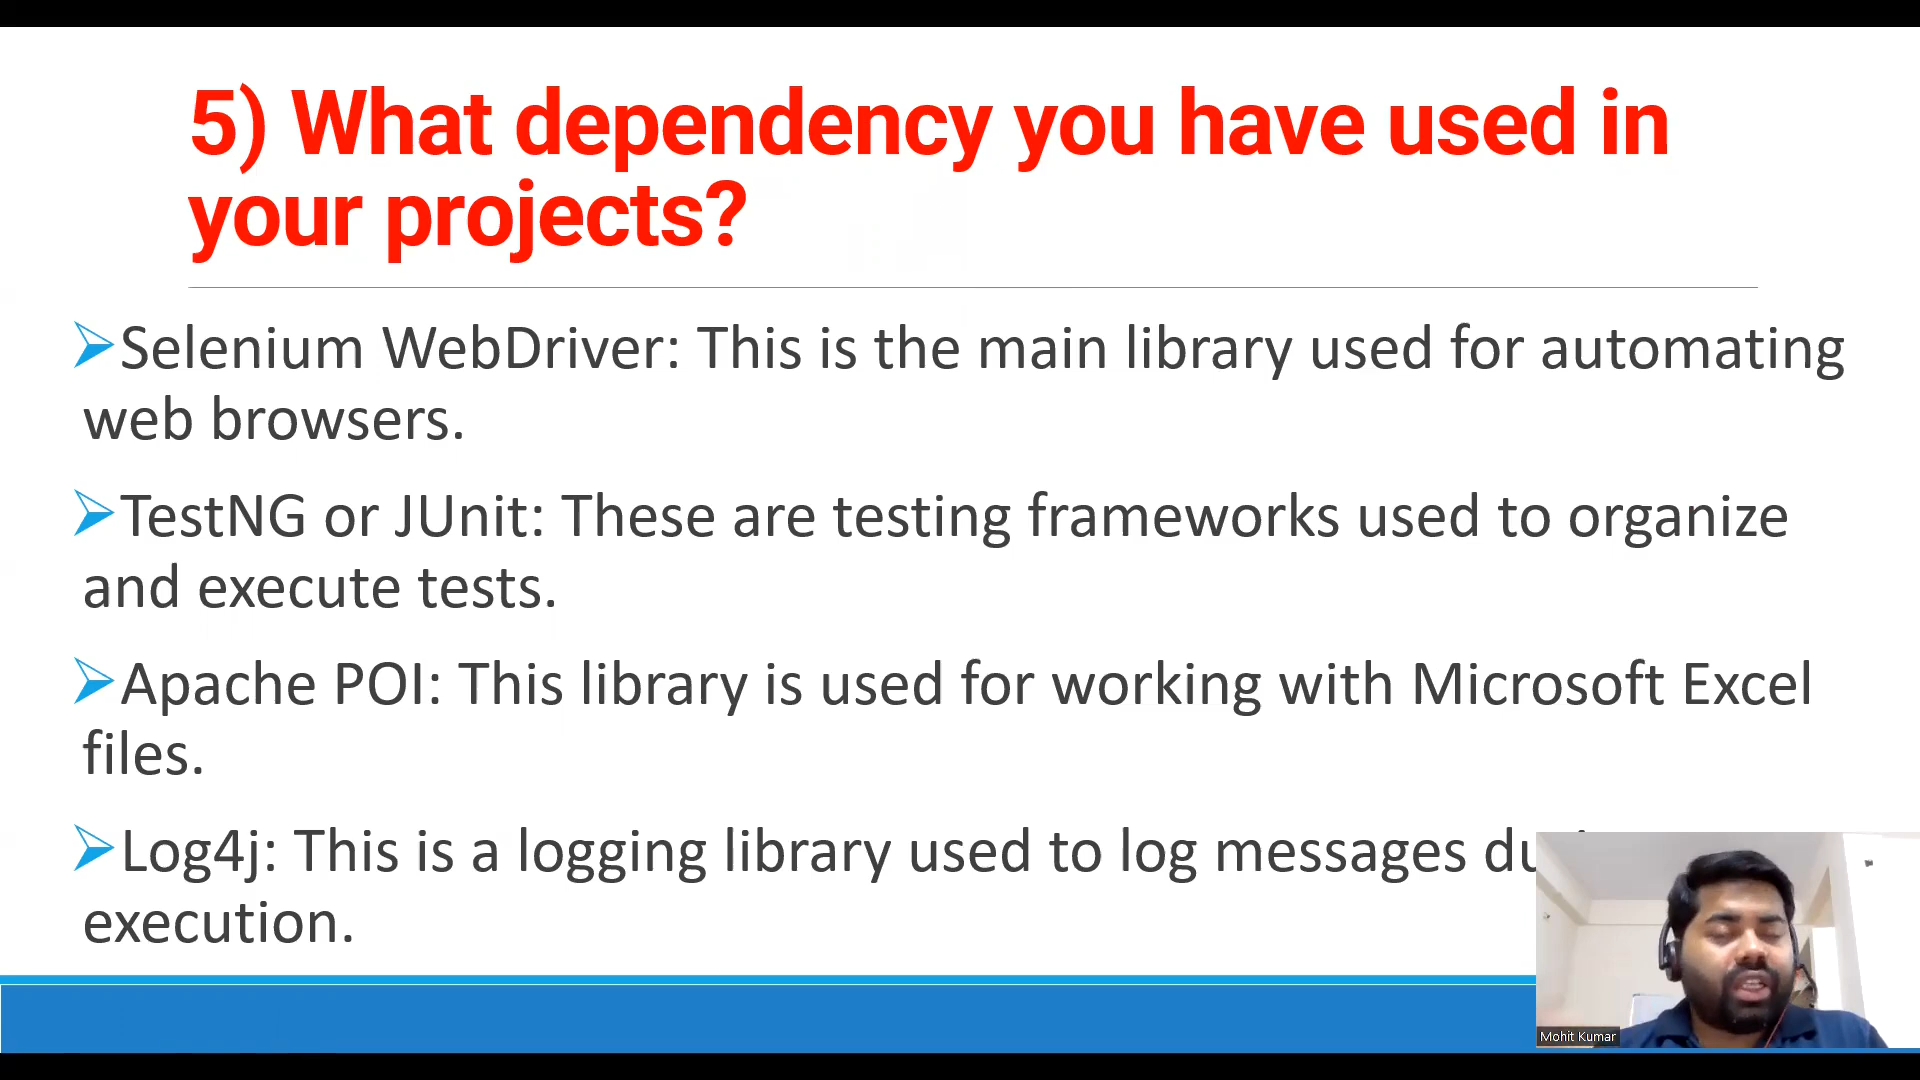 5) What dependency you have used in
your projects?
Selenium WebDriver: This is the main library used for automating
web browsers.
TestNG or JUnit: These are testing frameworks used to organize
and execute tests.
Apache POI: This library is used for working with Microsoft Excel
files.
Log4j: This is a logging library used to log messages
execution.
Mohit Kumar